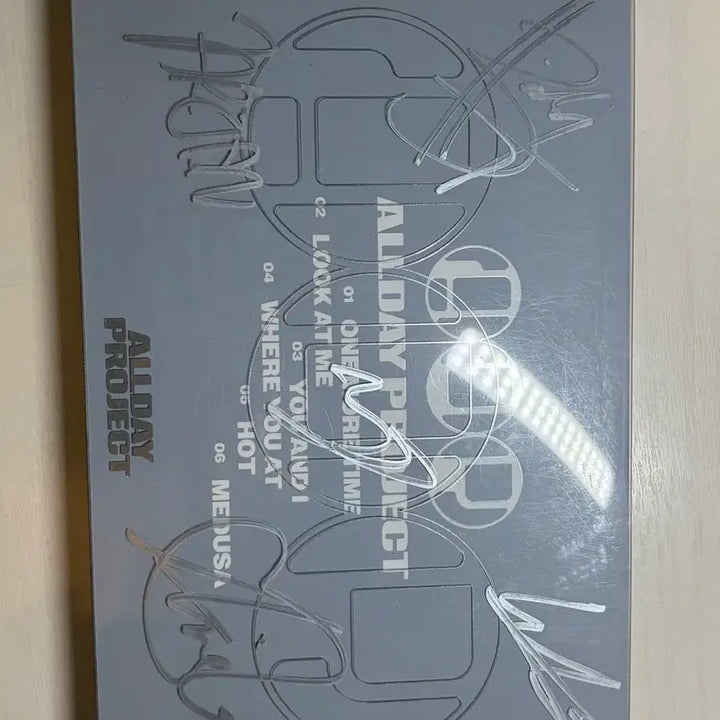 ALLDAY PROJECT
01 ONE MORE TIME
02 LOOK AT ME
03 YOU AND I
04 WHERE YOU AT
05 HOT
06 MEDUSA
ALLDAY
PROJECT
TARZAN